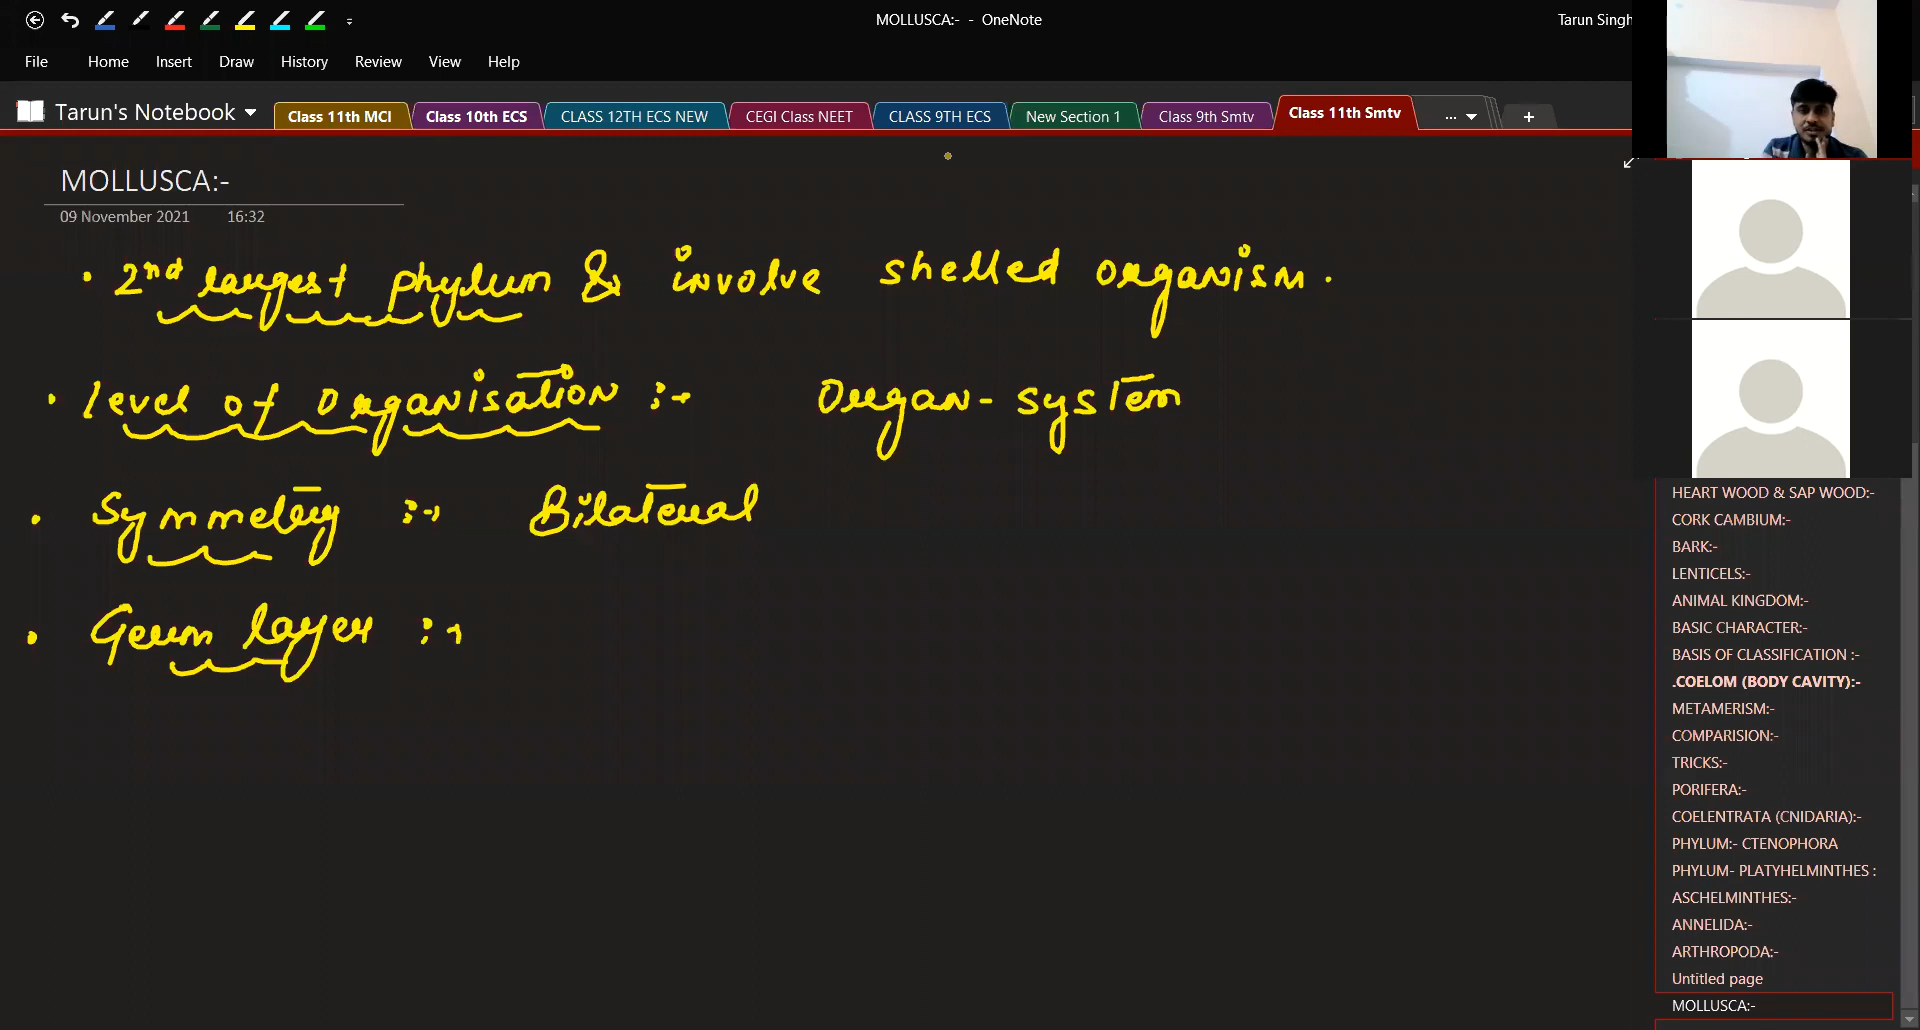 MOLLUSCA:- - OneNote
Tarun Singh
File Home Insert Draw History Review View Help
Tarun's Notebook
Class 11th MCI
Class 10th ECS
CLASS 12TH ECS NEW
CEGI Class NEET
CLASS 9TH ECS
New Section 1
Class 9th Smtv
Class 11th Smtv
... +
MOLLUSCA:-
09 November 2021 16:32
• 2nd largest phylum & involve shelled organism.
• level of organisation :- Organ-system
• Symmetry :- Bilateral
• Germ layer :-
HEART WOOD & SAP WOOD:-
CORK CAMBIUM:-
BARK:-
LENTICELS:-
ANIMAL KINGDOM:-
BASIC CHARACTER:-
BASIS OF CLASSIFICATION :-
.COELOM (BODY CAVITY):-
METAMERISM:-
COMPARISION:-
TRICKS:-
PORIFERA:-
COELENTRATA (CNIDARIA):-
PHYLUM:- CTENOPHORA
PHYLUM- PLATYHELMINTHES :
ASCHELMINTHES:-
ANNELIDA:-
ARTHROPODA:-
Untitled page
MOLLUSCA:-